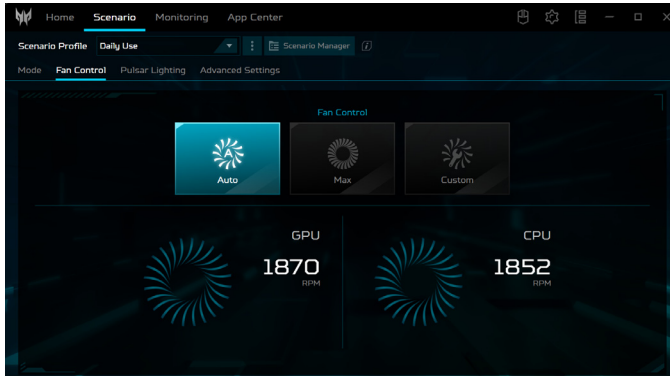 Home Scenario Monitoring App Center
Scenario Profile Daily Use Scenario Manager i
Mode Fan Control Pulsar Lighting Advanced Settings
Fan Control
A
Auto Max Custom
GPU CPU
1870 1852
RPM RPM